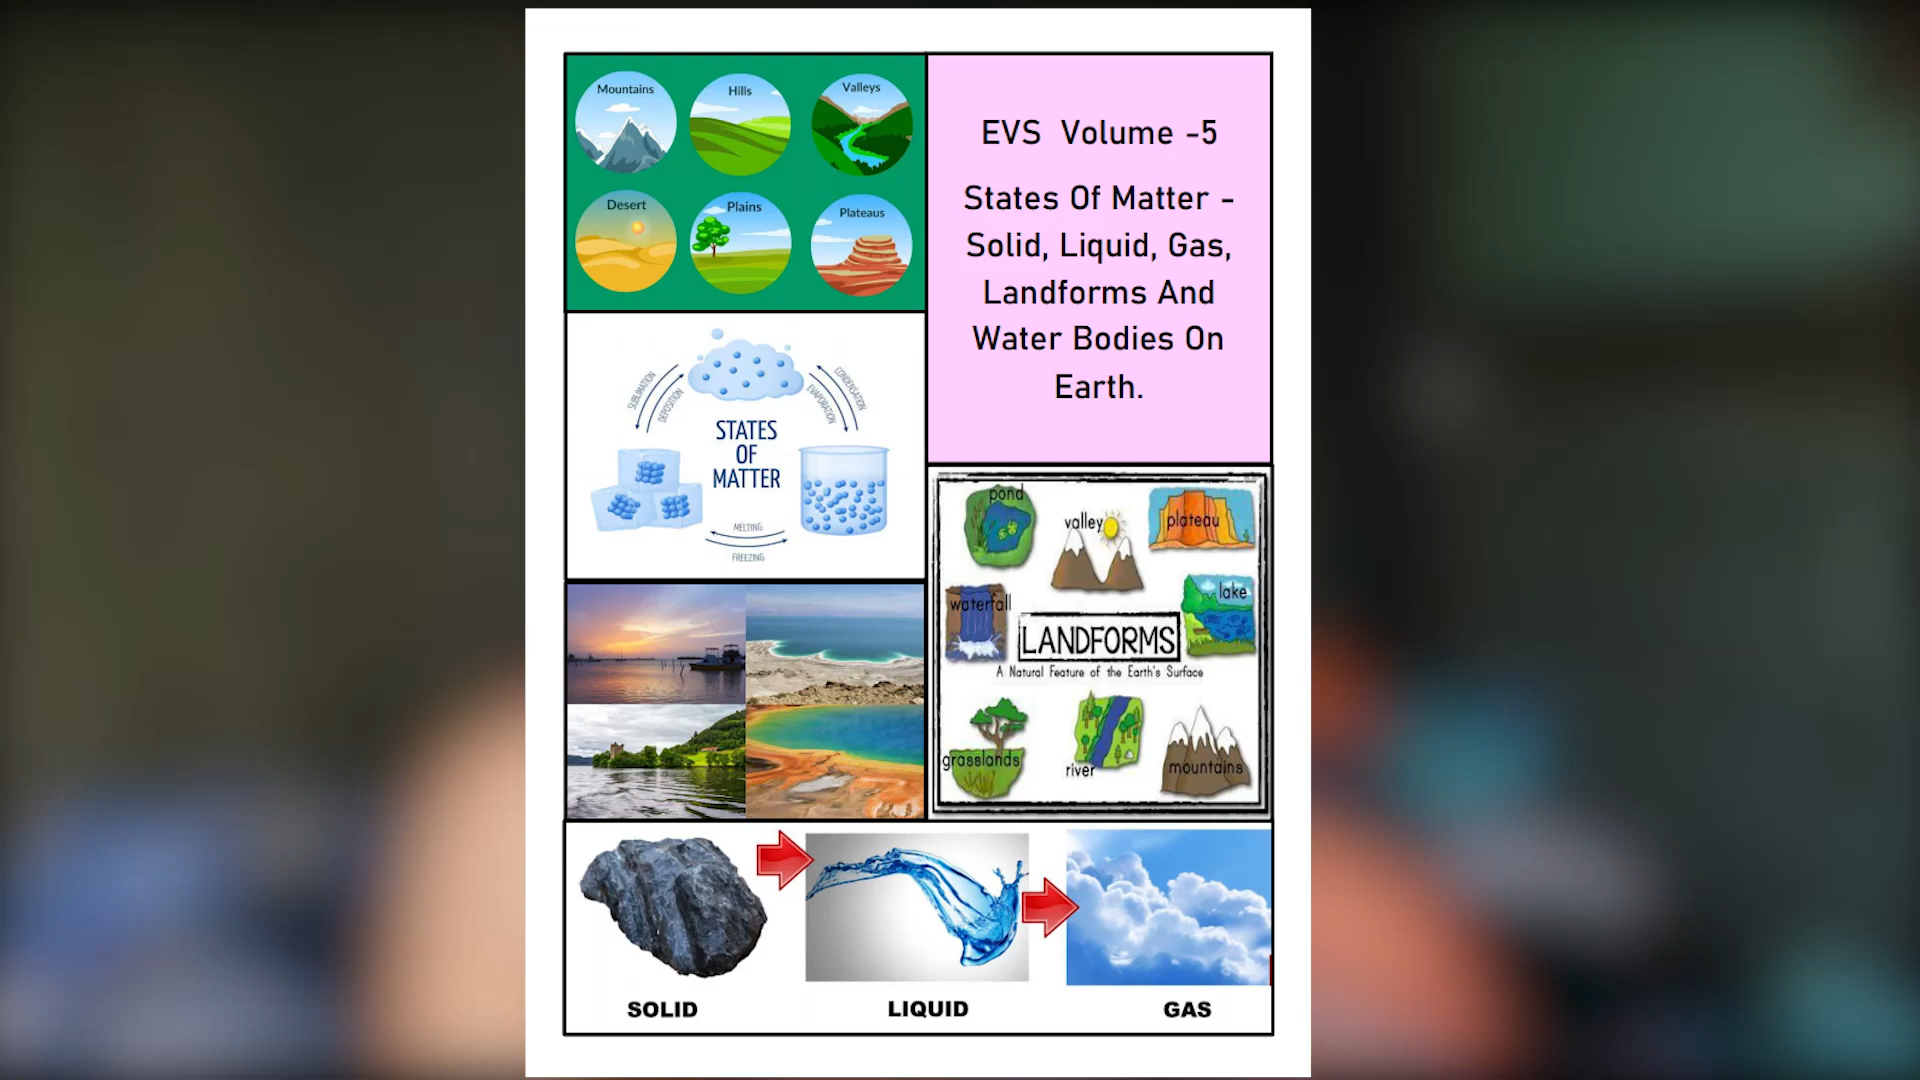 Mountains
Hills
Valleys
Desert
Plains
Plateaus
EVS Volume -5
States Of Matter -
Solid, Liquid, Gas,
Landforms And
Water Bodies On
Earth.
SUBLIMATION
DEPOSITION
CONDENSATION
EVAPORATION
STATES
OF
MATTER
MELTING
FREEZING
pond
valley
plateau
waterfall
lake
LANDFORMS
A Natural Feature of the Earth's Surface
grasslands
river
mountains
SOLID
LIQUID
GAS